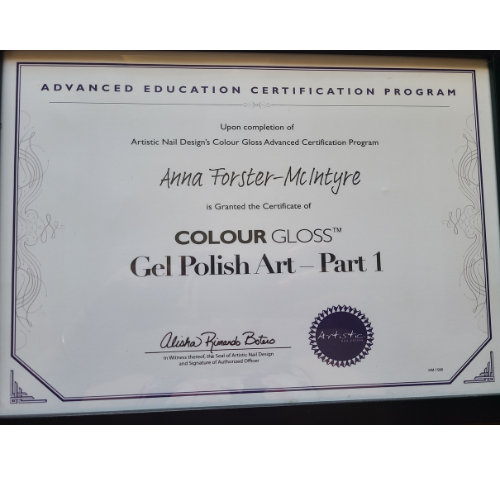 ADVANCED EDUCATION CERTIFICATION PROGRAM
Upon completion of
Artistic Nail Design's Colour Gloss Advanced Certification Program
Anna Forster-McIntyre
is Granted the Certificate of
COLOUR GLOSS™
Gel Polish Art – Part 1
Alisha Rimando Botero
Artistic
In Witness thereof, the Seal of Artistic Nail Design
and Signature of Authorized Officer